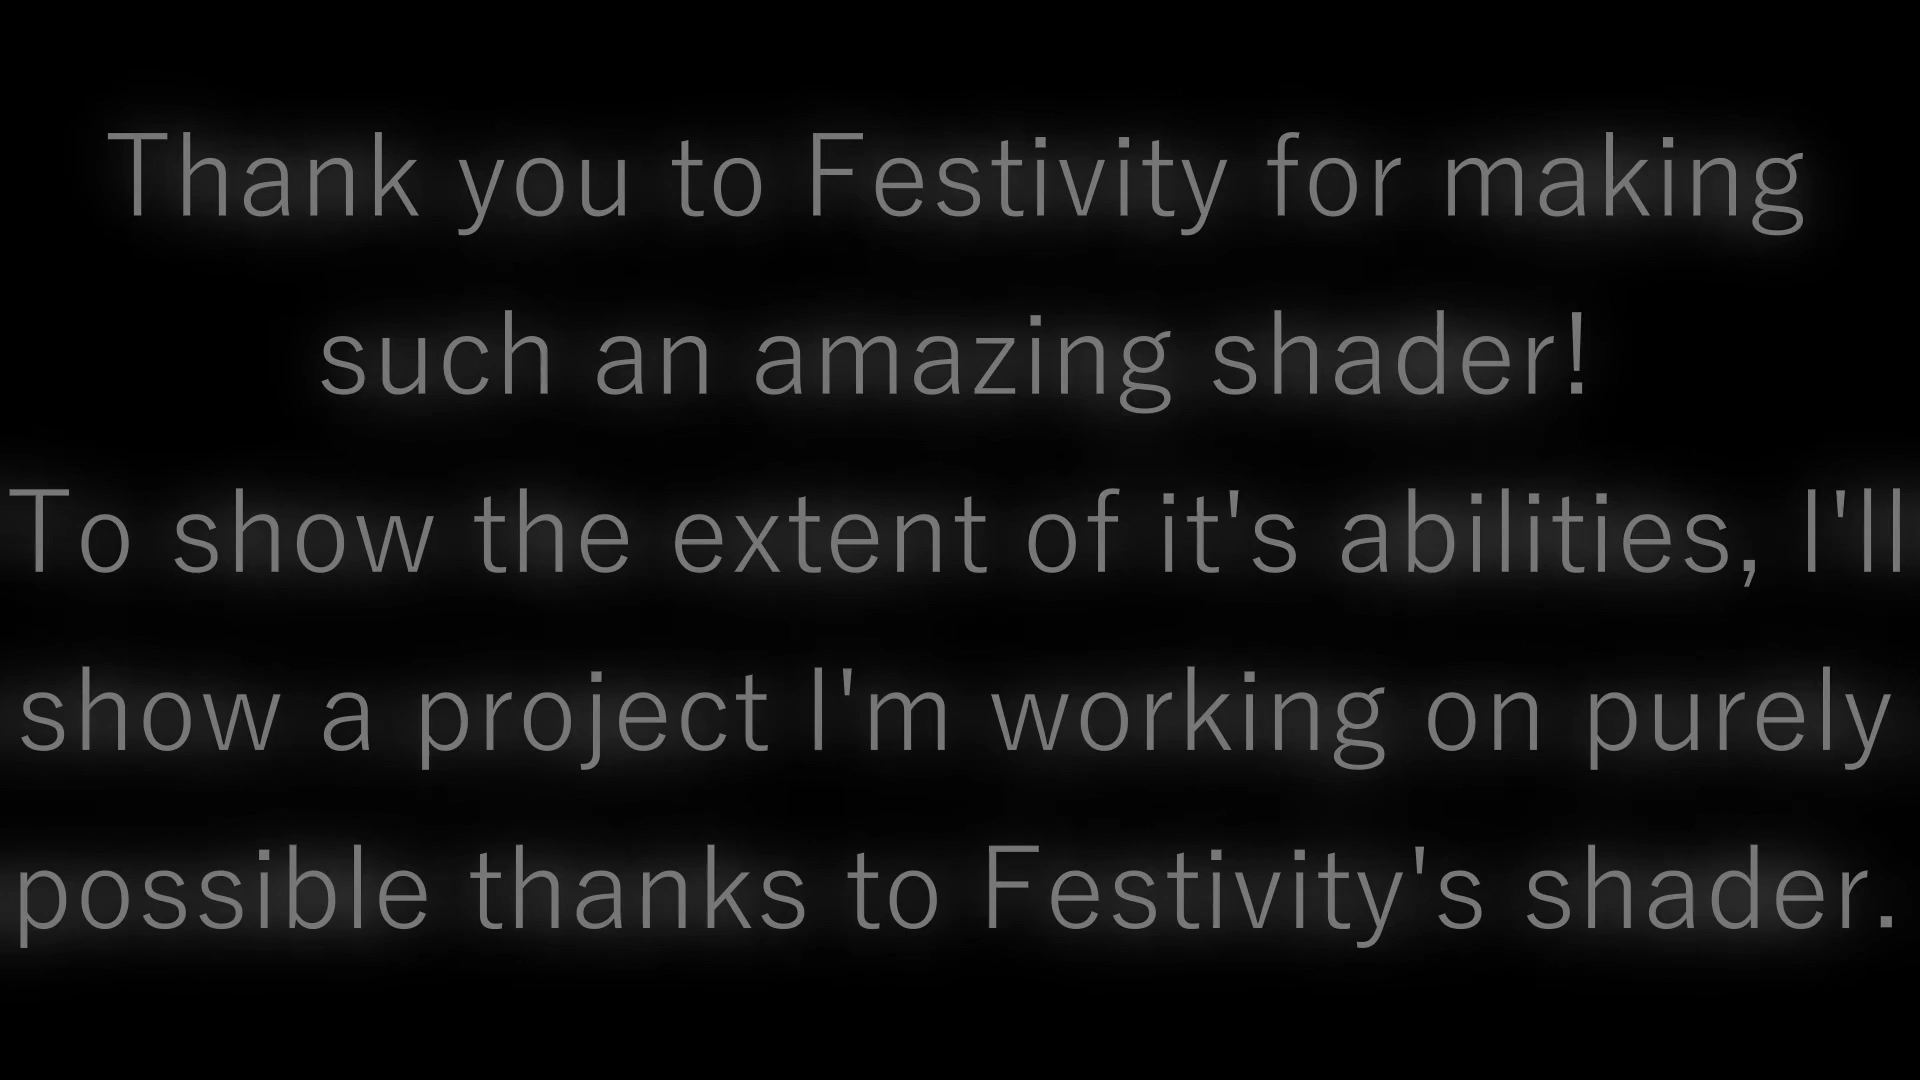 Thank you to Festivity for making
such an amazing shader!
To show the extent of it's abilities, I'll
show a project I'm working on purely
possible thanks to Festivity's shader.